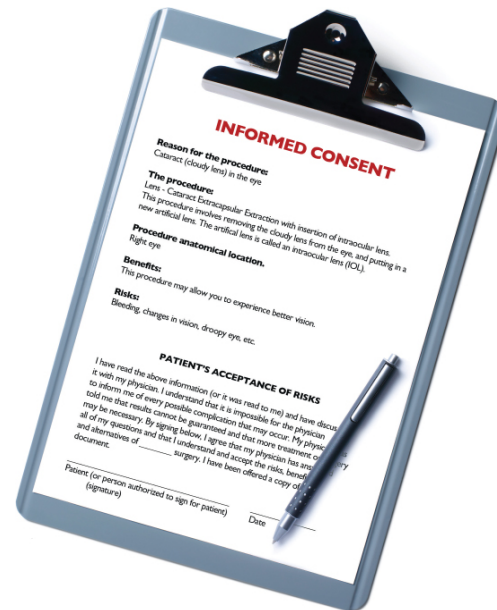 INFORMED CONSENT
Reason for the procedure:
Cataract (cloudy lens) in the eye
The procedure:
Lens - Cataract Extracapsular Extraction with insertion of intraocular lens.
This procedure involves removing the cloudy lens from the eye, and putting in a
new artificial lens. The artifical lens is called an intraocular lens (IOL).
Procedure anatomical location.
Right eye
Benefits:
This procedure may allow you to experience better vision.
Risks:
Bleeding, changes in vision, droopy eye, etc.
PATIENT'S ACCEPTANCE OF RISKS
I have read the above information (or it was read to me) and have
it with my physician. I understand that it is impossible for the physician
to inform me of every possible complication that may occur. My
told me that results cannot be guaranteed and that more treatment
may be necessary. By signing below, I agree that my physician has
all of my questions and that I understand and accept the risks,
and alternatives of ______ surgery. I have been offered a copy of
document.
Patient (or person authorized to sign for patient)
(signature)
Date